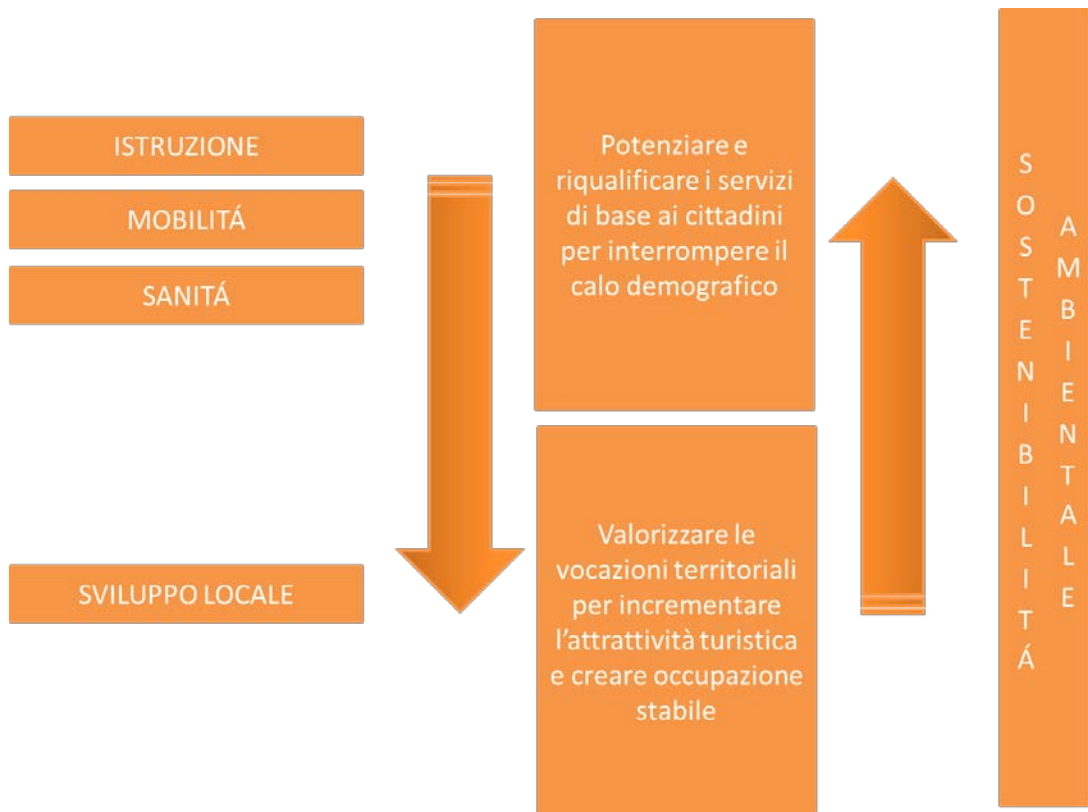 ISTRUZIONE
MOBILITÁ
SANITÁ
SVILUPPO LOCALE
Potenziare e
riqualificare i servizi
di base ai cittadini
per interrompere il
calo demografico
Valorizzare le
vocazioni territoriali
per incrementare
l'attrattività turistica
e creare occupazione
stabile
SOSTENIBILITÁ
AMBIENTALE